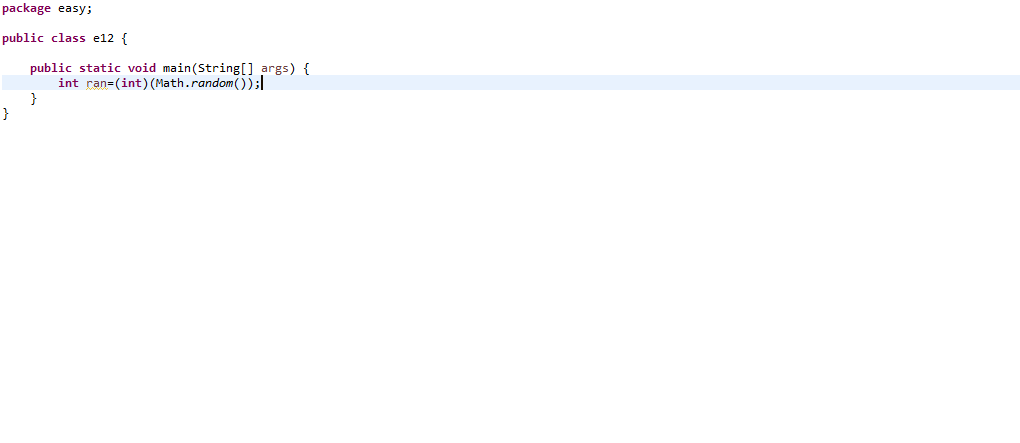 package easy;
public class e12 {
public static void main(String[] args) {
int ran=(int)(Math.random());
}
}